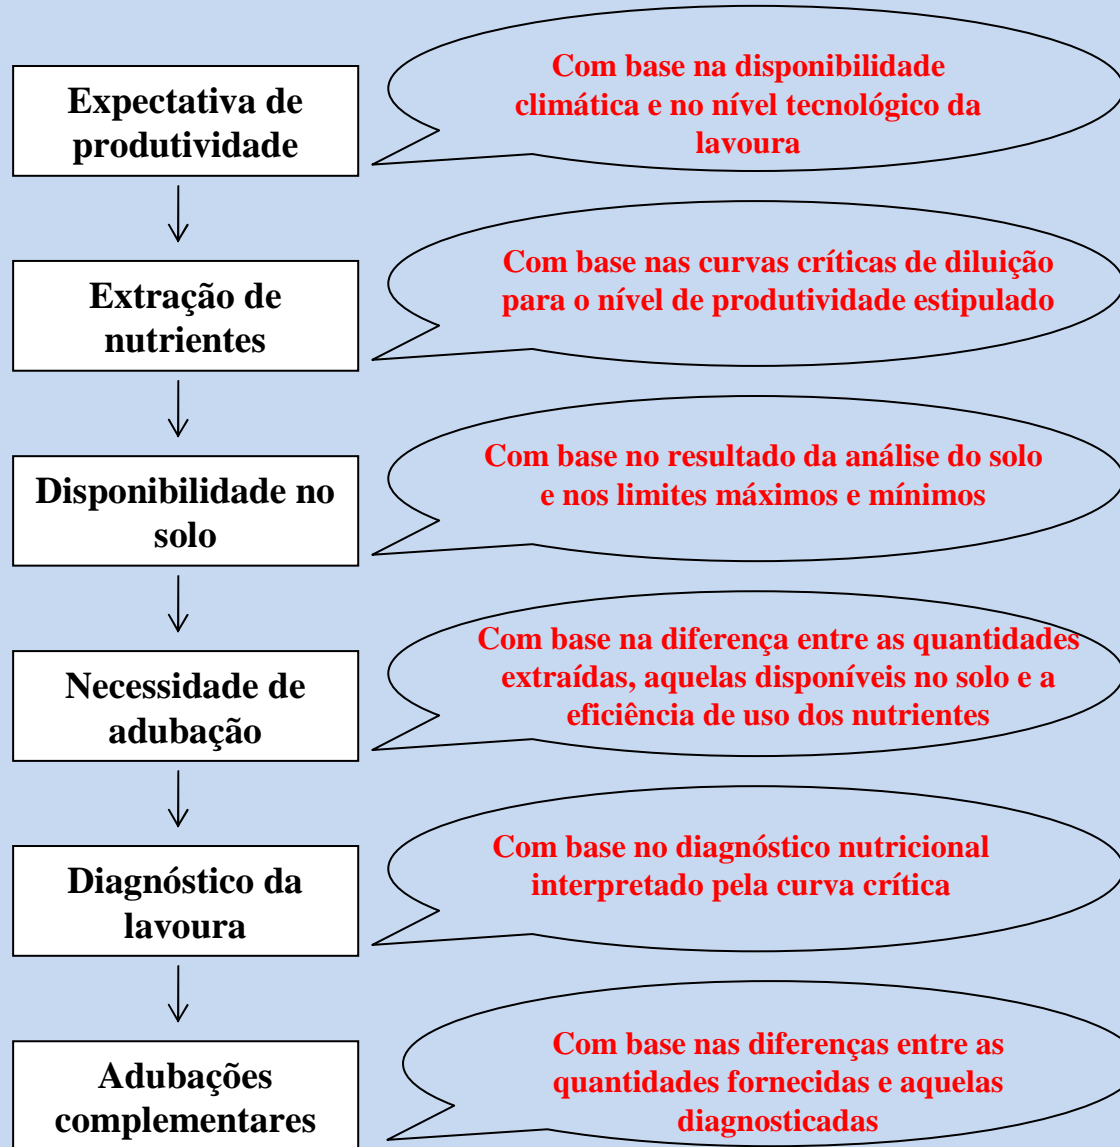 Expectativa de
produtividade
Com base na disponibilidade
climática e no nível tecnológico da
lavoura
Extração de
nutrientes
Com base nas curvas críticas de diluição
para o nível de produtividade estipulado
Disponibilidade no
solo
Com base no resultado da análise do solo
e nos limites máximos e mínimos
Necessidade de
adubação
Com base na diferença entre as quantidades
extraídas, aquelas disponíveis no solo e a
eficiência de uso dos nutrientes
Diagnóstico da
lavoura
Com base no diagnóstico nutricional
interpretado pela curva crítica
Adubações
complementares
Com base nas diferenças entre as
quantidades fornecidas e aquelas
diagnosticadas